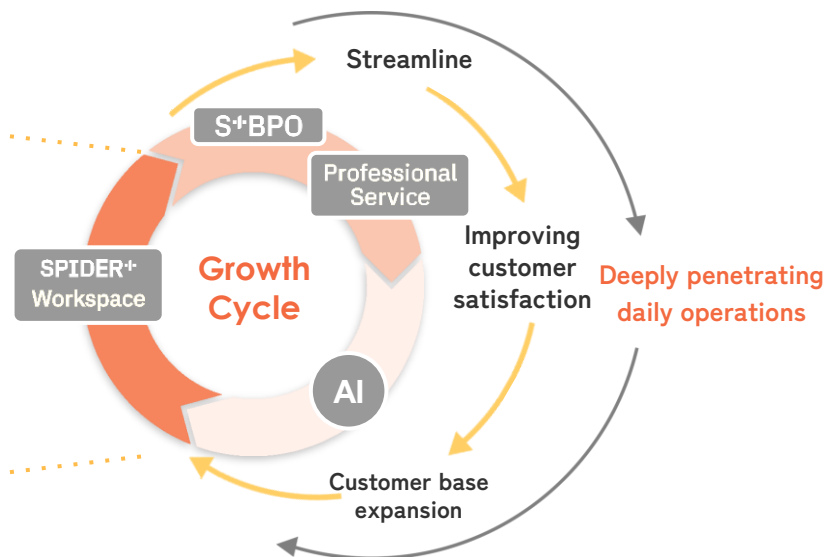 Streamline
S+BPO
Professional
Service
Improving
customer
satisfaction
SPIDER+
Workspace
Growth
Cycle
Deeply penetrating
daily operations
AI
Customer base
expansion